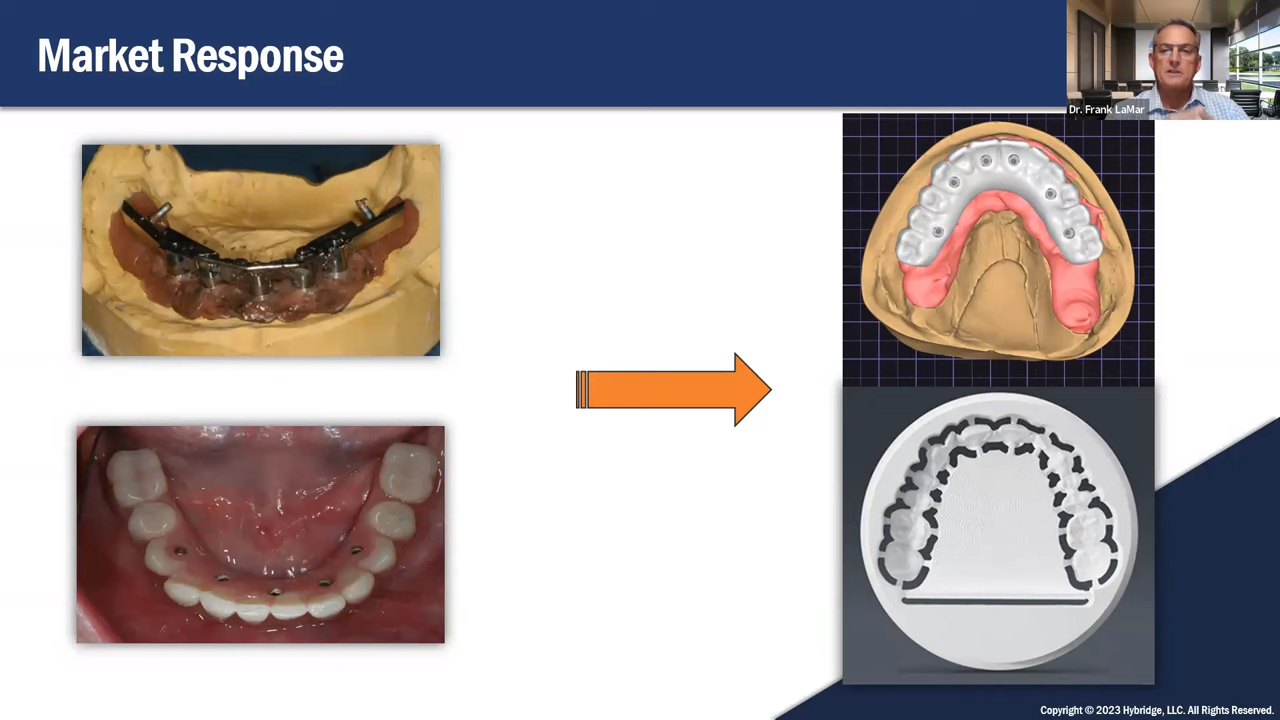 Market Response
Dr. Frank LaMar
Copyright © 2023 Hybridge, LLC. All Rights Reserved.